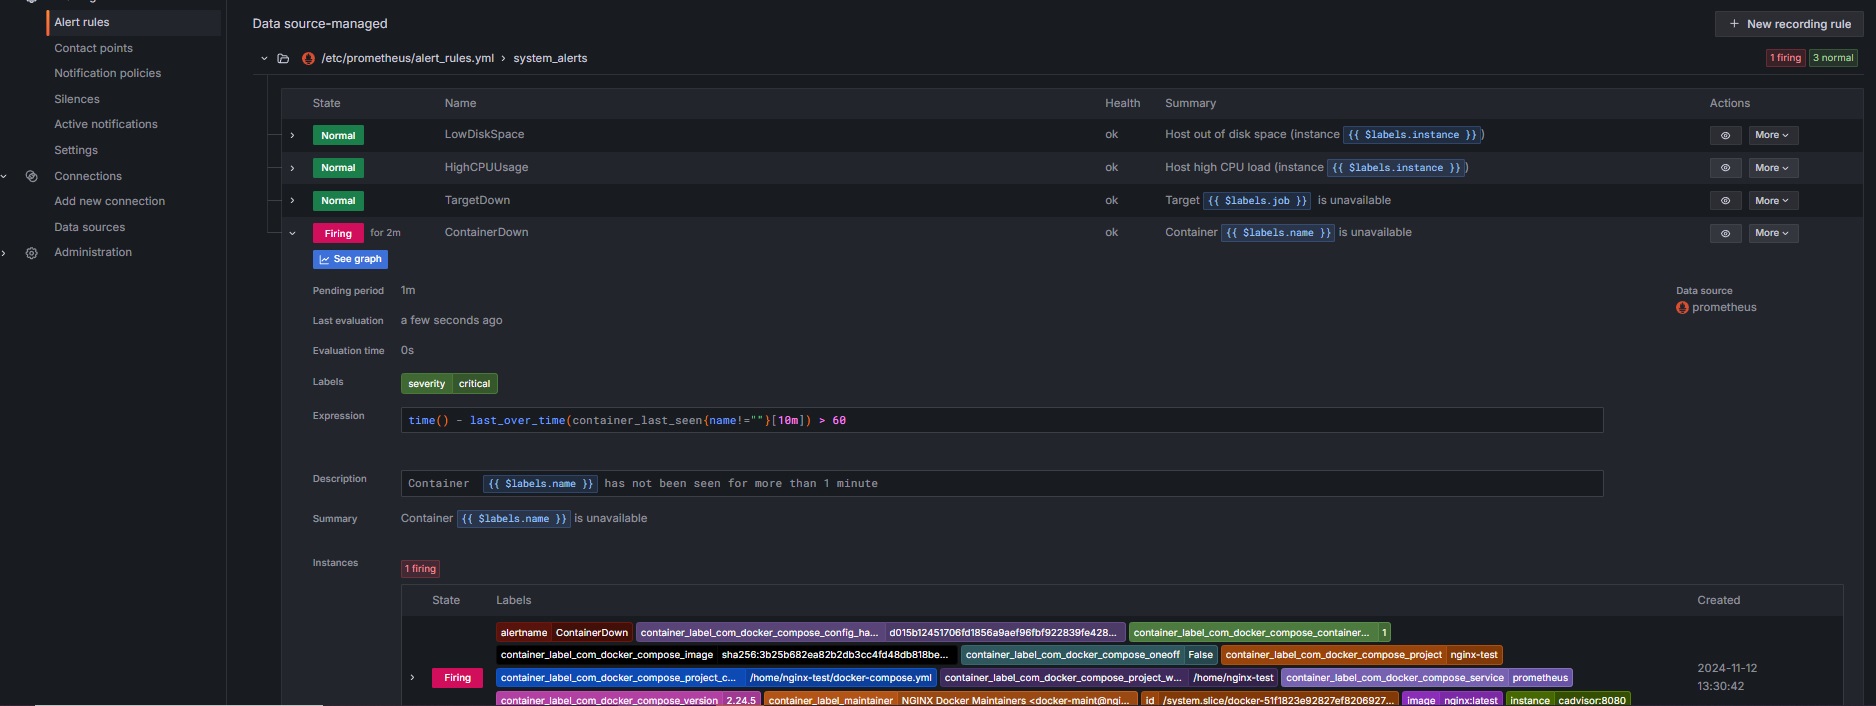 Alert rules
Contact points
Notification policies
Silences
Active notifications
Settings
Connections
Add new connection
Data sources
Administration
Data source-managed
+ New recording rule
/etc/prometheus/alert_rules.yml > system_alerts
1 firing 3 normal
State Name Health Summary Actions
Normal LowDiskSpace ok Host out of disk space (instance {{ $labels.instance }}) More
Normal HighCPUUsage ok Host high CPU load (instance {{ $labels.instance }}) More
Normal TargetDown ok Target {{ $labels.job }} is unavailable More
Firing for 2m ContainerDown ok Container {{ $labels.name }} is unavailable More
See graph
Pending period 1m
Data source
prometheus
Last evaluation a few seconds ago
Evaluation time 0s
Labels severity critical
Expression time() - last_over_time(container_last_seen{name!=""}[10m]) > 60
Description Container {{ $labels.name }} has not been seen for more than 1 minute
Summary Container {{ $labels.name }} is unavailable
Instances 1 firing
State Labels Created
alertname ContainerDown container_label_com_docker_compose_config_ha... d015b12451706fd1856a9aef96fbf922839fe428... container_label_com_docker_compose_container... 1
container_label_com_docker_compose_image sha256:3b25b682ea82b2db3cc4fd48db818be... container_label_com_docker_compose_oneoff False container_label_com_docker_compose_project nginx-test
Firing container_label_com_docker_compose_project_c... /home/nginx-test/docker-compose.yml container_label_com_docker_compose_project_w... /home/nginx-test container_label_com_docker_compose_service prometheus
2024-11-12
13:30:42
container_label_com_docker_compose_version 2.24.5 container_label_maintainer NGINX Docker Maintainers <docker-maint@ngi... id /system.slice/docker-51f1823e92827ef8206927... image nginx:latest instance cadvisor:8080